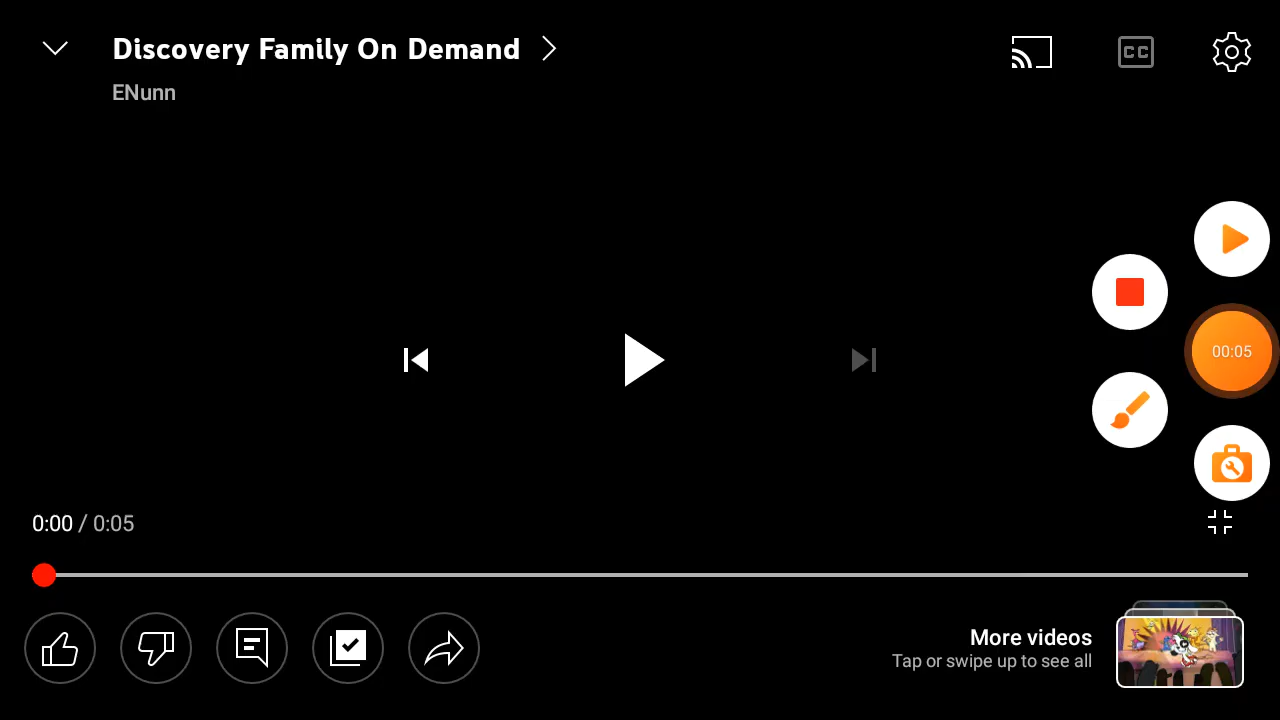 Discovery Family On Demand
ENunn
CC
00:05
0:00 / 0:05
More videos
Tap or swipe up to see all